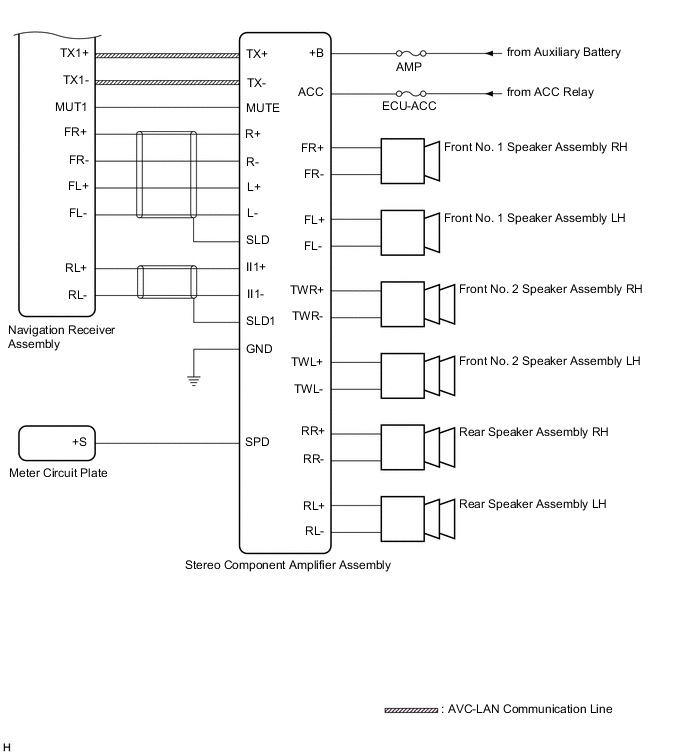 TX1+ TX+ +B from Auxiliary Battery
AMP
TX1- TX-
ACC from ACC Relay
ECU-ACC
MUT1 MUTE
FR+ R+
FR+ Front No. 1 Speaker Assembly RH
FR- R-
FR-
FL+ L+
FL- L-
FL+ Front No. 1 Speaker Assembly LH
SLD FL-
RL+ II1+
TWR+ Front No. 2 Speaker Assembly RH
RL- II1-
TWR-
SLD1
Navigation Receiver
Assembly
GND
TWL+ Front No. 2 Speaker Assembly LH
TWL-
RR+ Rear Speaker Assembly RH
+S SPD
RR-
Meter Circuit Plate
RL+ Rear Speaker Assembly LH
RL-
Stereo Component Amplifier Assembly
: AVC-LAN Communication Line
H